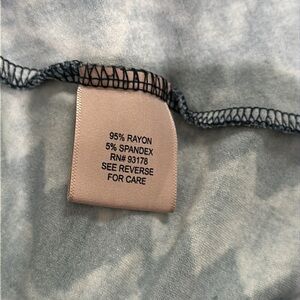 95% RAYON
5% SPANDEX
RN# 93178
SEE REVERSE
FOR CARE